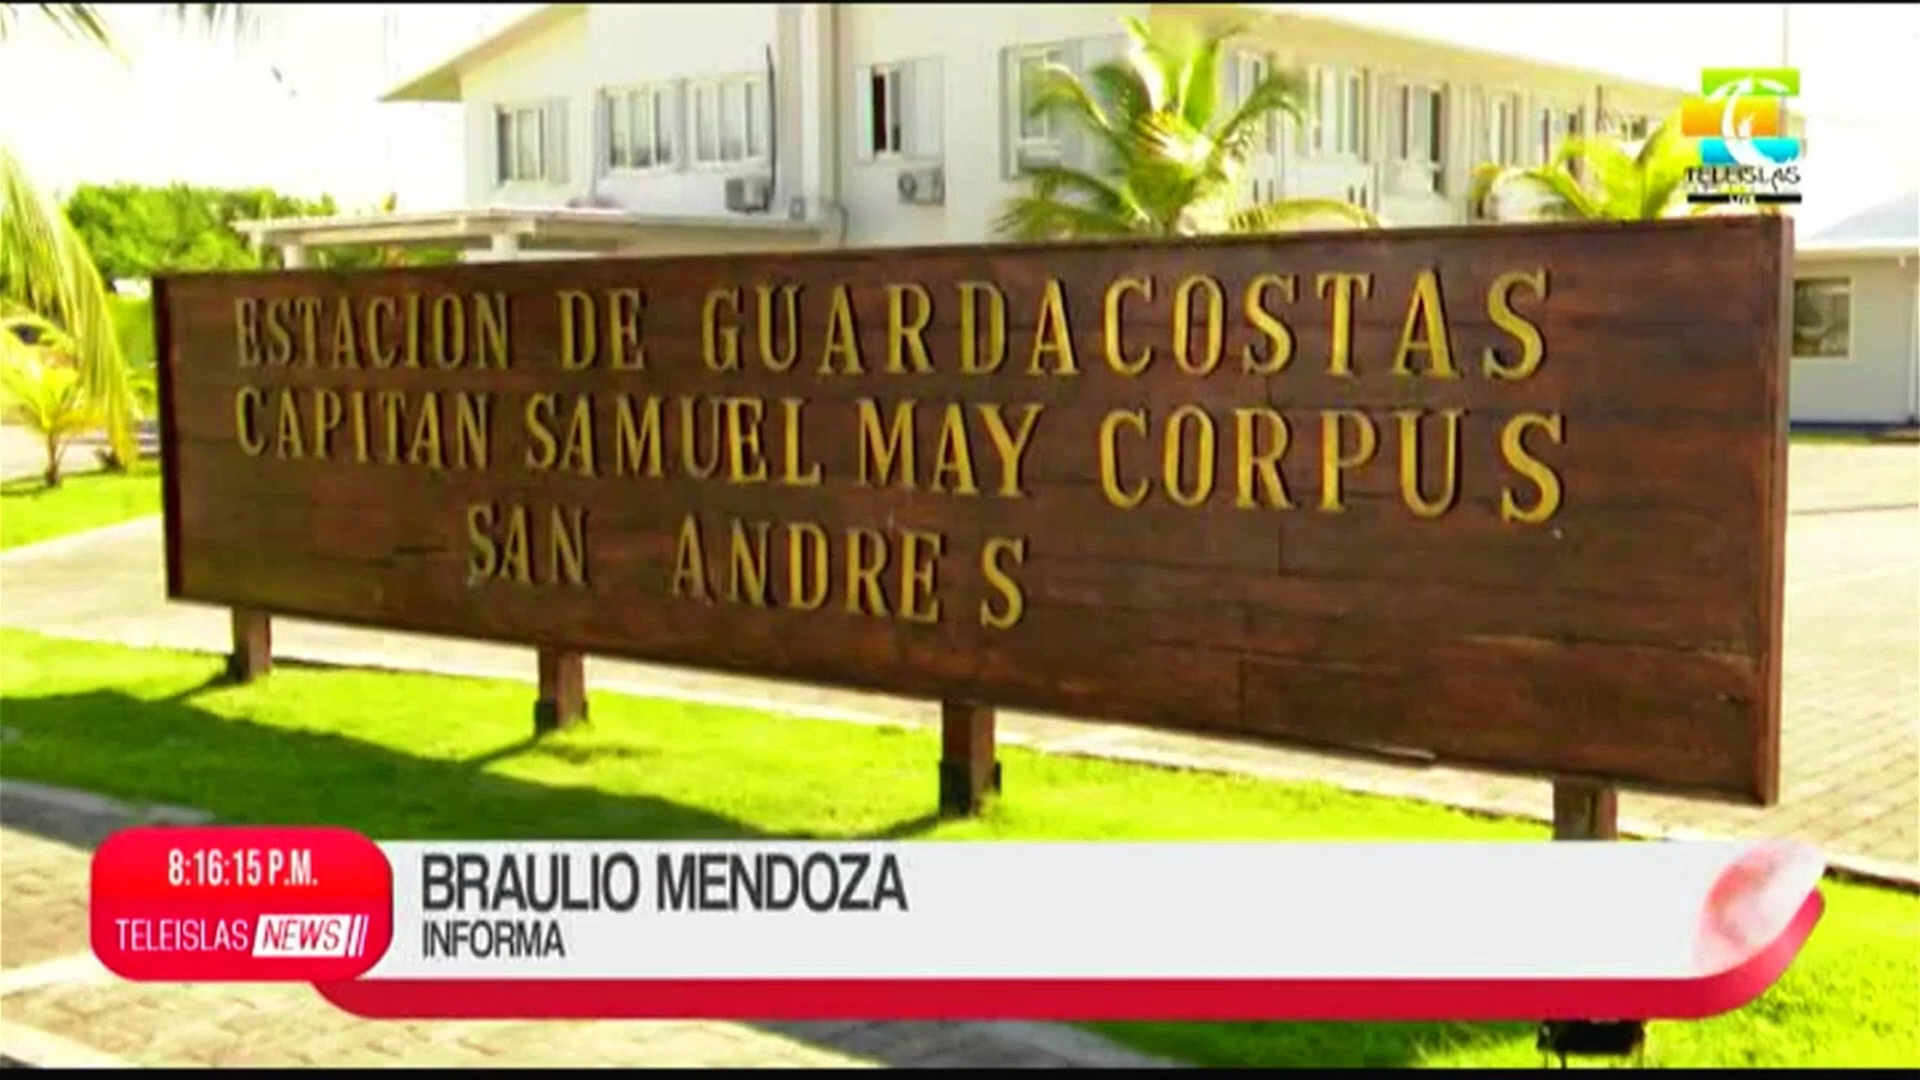 TELEISLAS
ESTACION DE GUARDACOSTAS
CAPITAN SAMUEL MAY CORPUS
SAN ANDRES
8:16:15 P.M.
TELEISLAS NEWS
BRAULIO MENDOZA
INFORMA